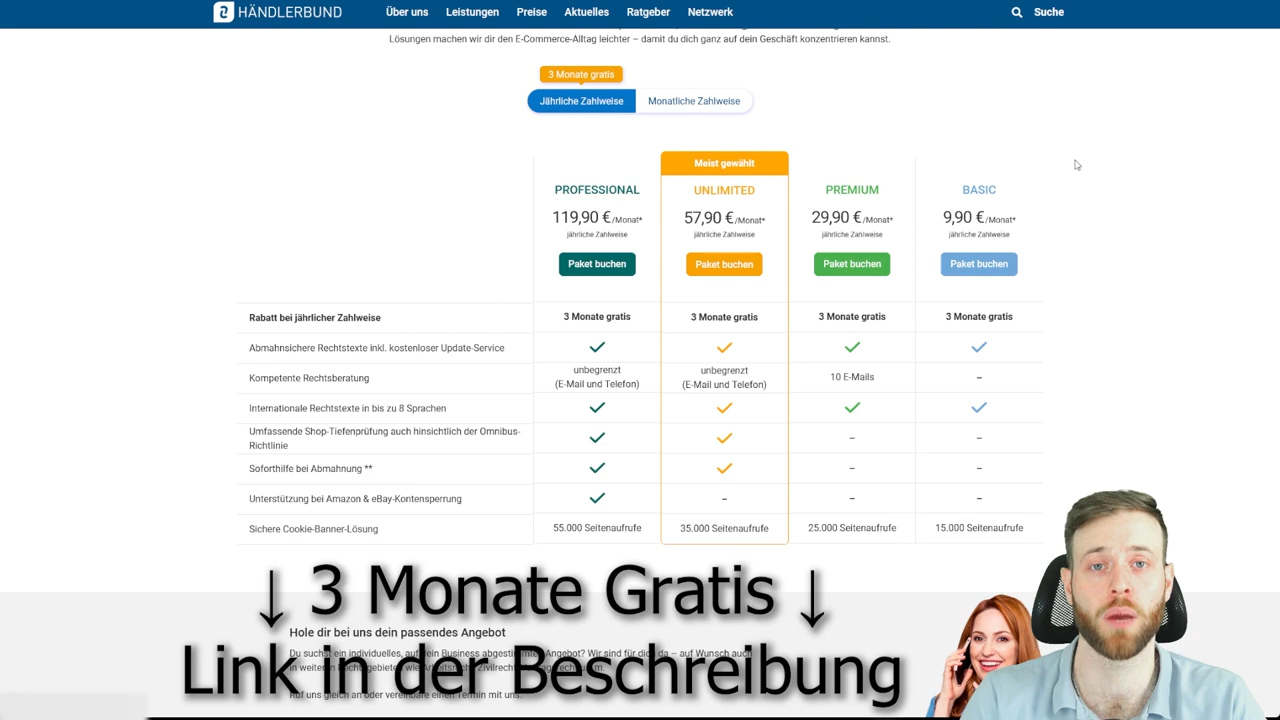 HÄNDLERBUND
Über uns
Leistungen
Preise
Aktuelles
Ratgeber
Netzwerk
Suche
Lösungen machen wir dir den E-Commerce-Alltag leichter – damit du dich ganz auf dein Geschäft konzentrieren kannst.
3 Monate gratis
Jährliche Zahlweise
Monatliche Zahlweise
Meist gewählt
PROFESSIONAL UNLIMITED PREMIUM BASIC
119,90 €/Monat* 57,90 €/Monat* 29,90 €/Monat* 9,90 €/Monat*
jährliche Zahlweise jährliche Zahlweise jährliche Zahlweise jährliche Zahlweise
Paket buchen Paket buchen Paket buchen Paket buchen
Rabatt bei jährlicher Zahlweise 3 Monate gratis 3 Monate gratis 3 Monate gratis 3 Monate gratis
Abmahnsichere Rechtstexte inkl. kostenloser Update-Service
Kompetente Rechtsberatung
unbegrenzt
(E-Mail und Telefon)
unbegrenzt
(E-Mail und Telefon)
10 E-Mails
–
Internationale Rechtstexte in bis zu 8 Sprachen
Umfassende Shop-Tiefenprüfung auch hinsichtlich der Omnibus-
Richtlinie
– –
Soforthilfe bei Abmahnung ** – –
Unterstützung bei Amazon & eBay-Kontensperrung – – –
Sichere Cookie-Banner-Lösung 55.000 Seitenaufrufe 35.000 Seitenaufrufe 25.000 Seitenaufrufe 15.000 Seitenaufrufe
↓ 3 Monate Gratis ↓
Hole dir bei uns dein passendes Angebot
Link in der Beschreibung